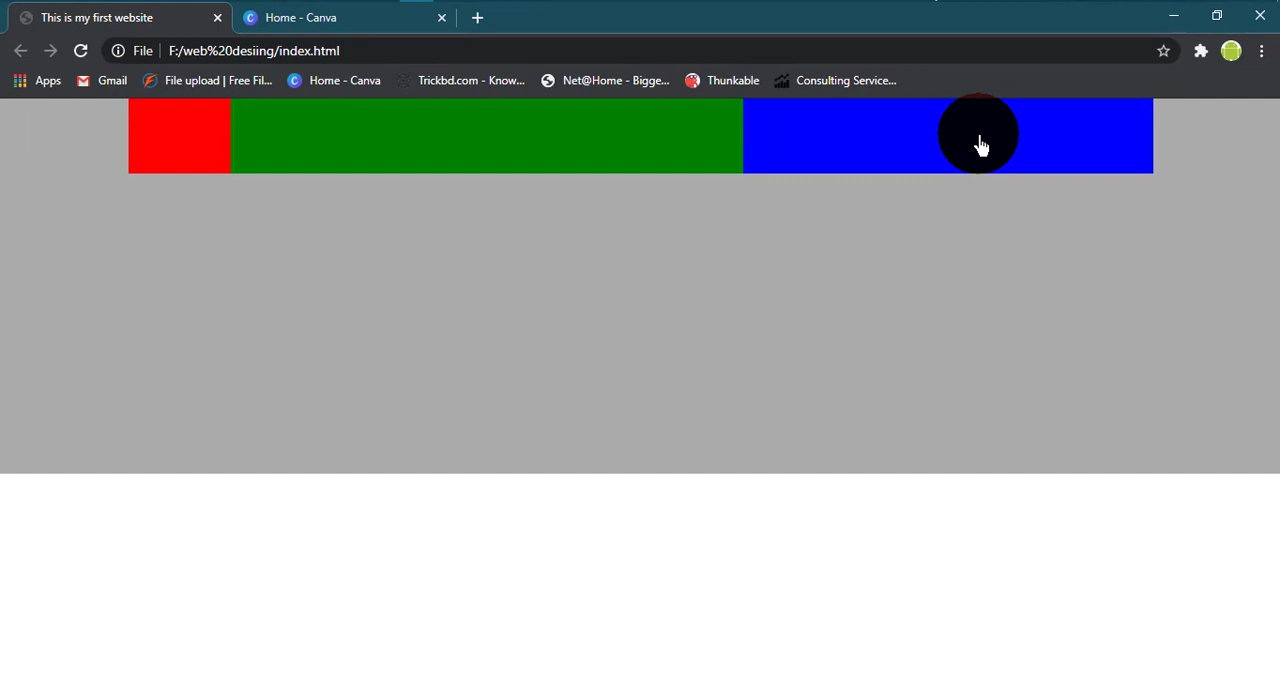 This is my first website
Home - Canva
File
F:/web%20desiing/index.html
Apps
Gmail
File upload | Free Fil...
Home - Canva
Trickbd.com - Know...
Net@Home - Bigge...
Thunkable
Consulting Service...